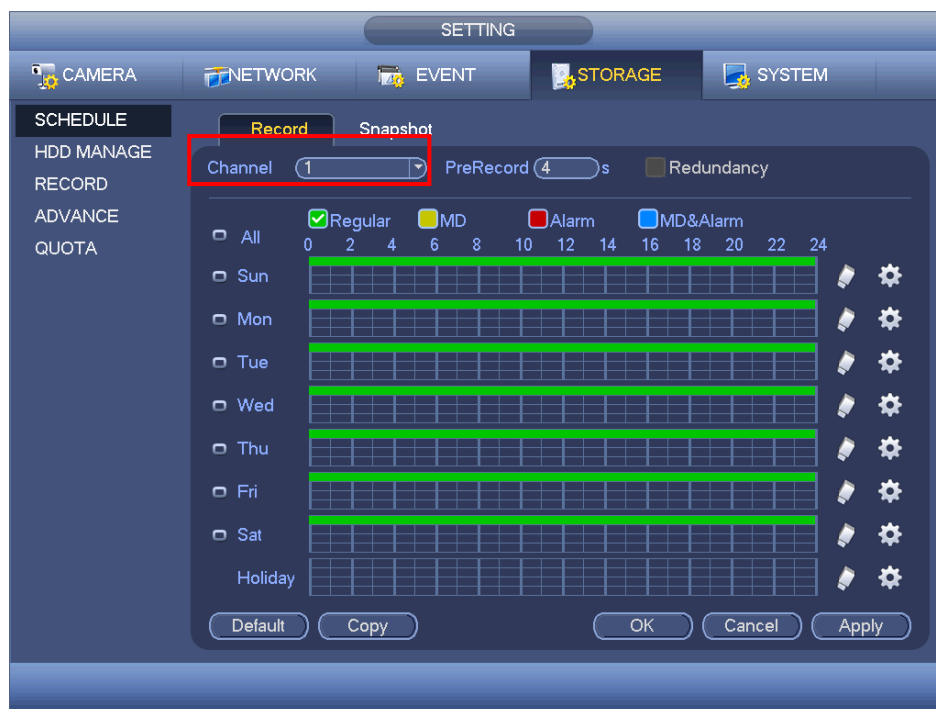 SETTING
CAMERA NETWORK EVENT STORAGE SYSTEM
SCHEDULE
HDD MANAGE
RECORD
ADVANCE
QUOTA
Record Snapshot
Channel 1 PreRecord 4 s Redundancy
Regular MD Alarm MD&Alarm
All 0 2 4 6 8 10 12 14 16 18 20 22 24
Sun
Mon
Tue
Wed
Thu
Fri
Sat
Holiday
Default Copy OK Cancel Apply